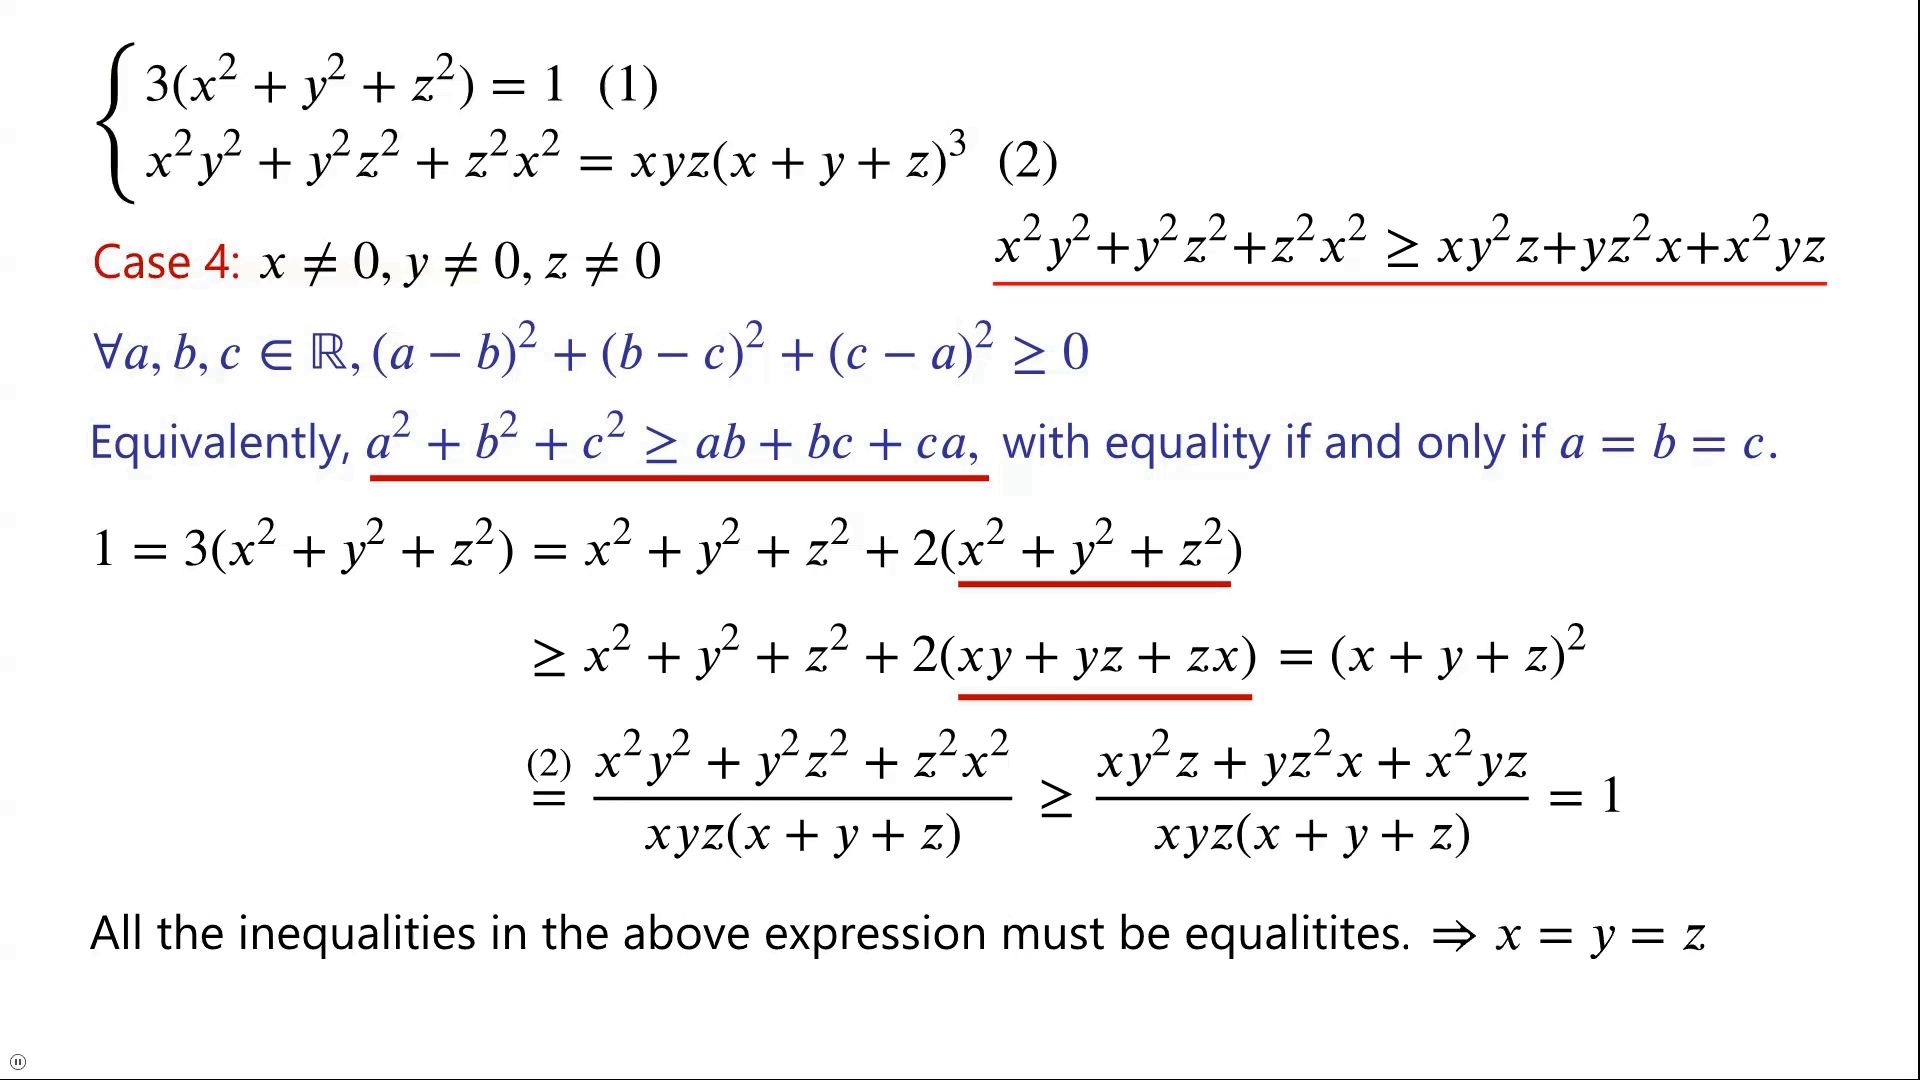 3(x² + y² + z²) = 1 (1)
x²y² + y²z² + z²x² = xyz(x + y + z)³ (2)
x²y²+y²z²+z²x² ≥ xy²z+yz²x+x²yz
Case 4: x ≠ 0, y ≠ 0, z ≠ 0
∀a, b, c ∈ ℝ, (a − b)² + (b − c)² + (c − a)² ≥ 0
Equivalently, a² + b² + c² ≥ ab + bc + ca, with equality if and only if a = b = c.
1 = 3(x² + y² + z²) = x² + y² + z² + 2(x² + y² + z²)
≥ x² + y² + z² + 2(xy + yz + zx) = (x + y + z)²
(2) = (x²y² + y²z² + z²x²)/(xyz(x + y + z)) ≥ (xy²z + yz²x + x²yz)/(xyz(x + y + z)) = 1
All the inequalities in the above expression must be equalitites. ⇒ x = y = z